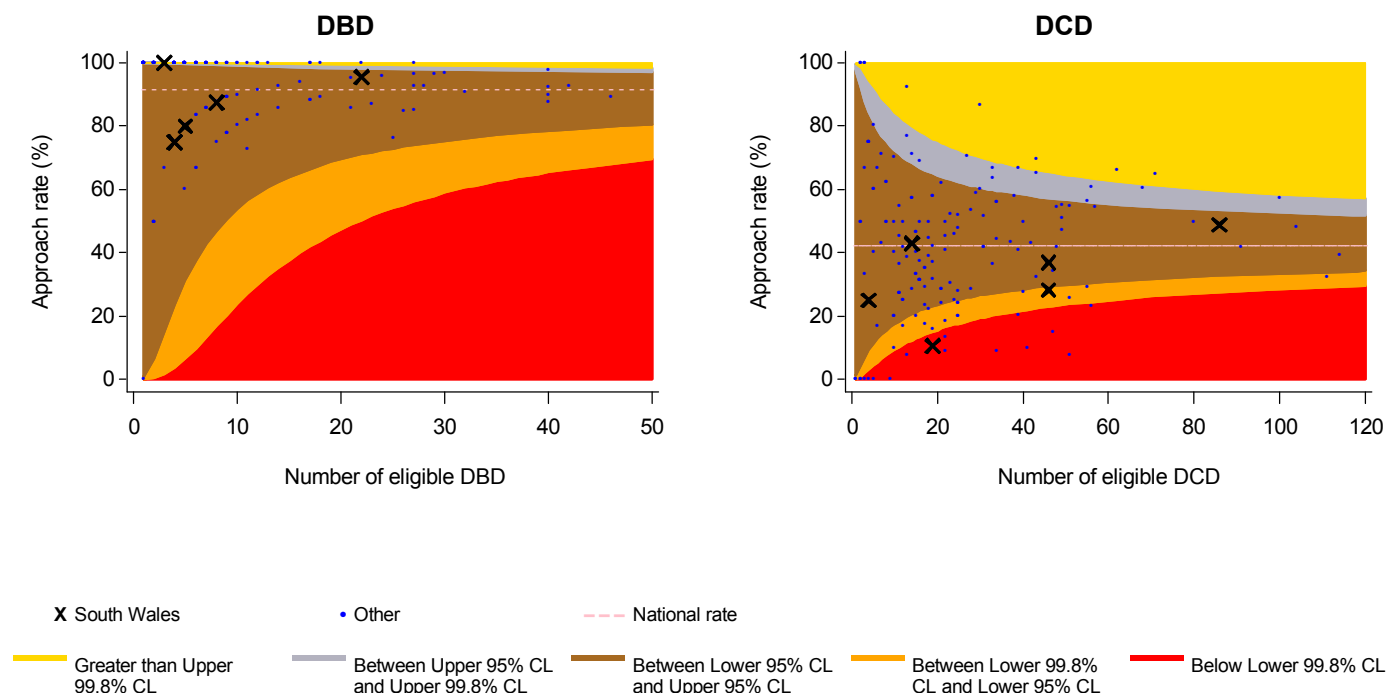 DBD
DCD
Approach rate (%)
100
80
60
40
20
0
0
10
20
30
40
50
Number of eligible DBD
Approach rate (%)
100
80
60
40
20
0
0
20
40
60
80
100
120
Number of eligible DCD
X South Wales
Other
National rate
Greater than Upper
99.8% CL
Between Upper 95% CL
and Upper 99.8% CL
Between Lower 95%
and Upper 95% CL
Between Lower 99.8%
CL and Lower 95% CL
Below Lower 99.8% CL